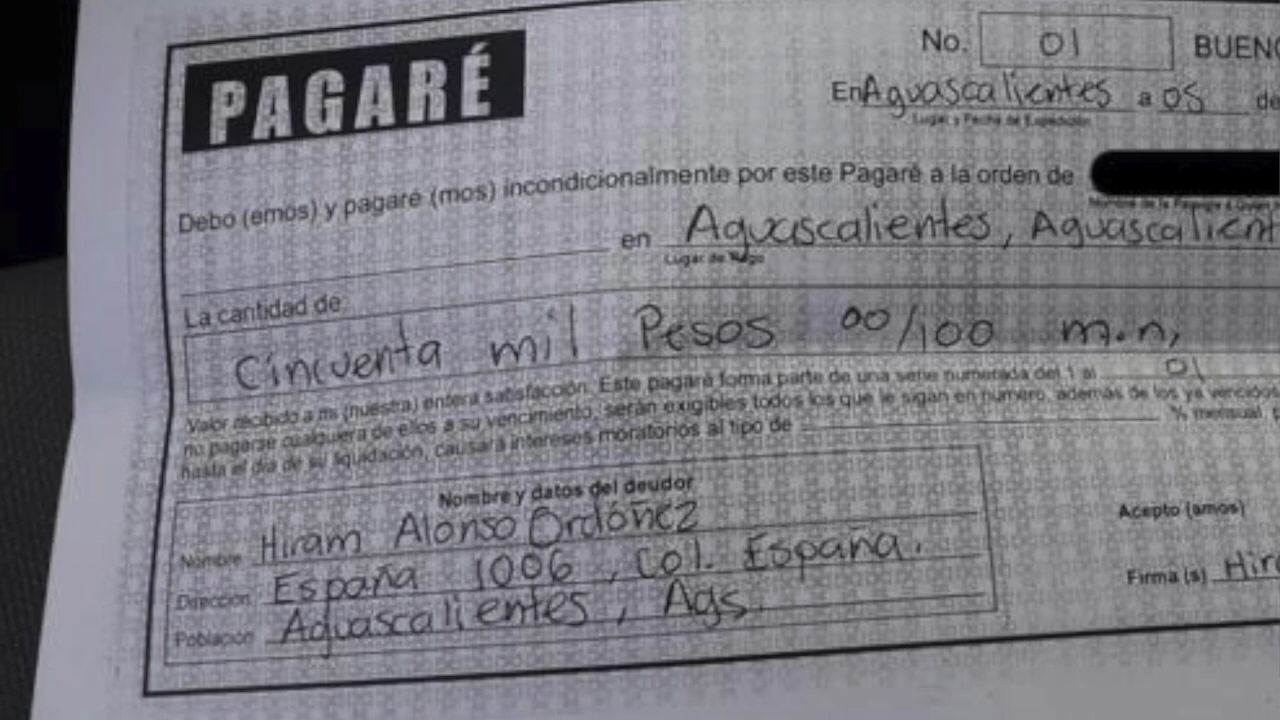 PAGARÉ
No. 01 BUENO
En Aguascalientes a 05 de
Lugar y Fecha de Expedición
Debo (emos) y pagaré (mos) incondicionalmente por este Pagaré a la orden de
en Aguascalientes, Aguascalient
Lugar de Pago
La cantidad de:
Cincuenta mil Pesos 00/100 m.n,
Valor recibido a mi (nuestra) entera satisfacción. Este pagaré forma parte de una serie numerada del 1 al 01
no pagarse cualquiera de ellos a su vencimiento, serán exigibles todos los que le sigan en número, además de los ya vencidos
hasta el día de su liquidación, causará intereses moratorios al tipo de % mensual,
Nombre y datos del deudor
Nombre Hiram Alonso Ordóñez
Dirección España 1006, Col. España.
Población Aguascalientes, Ags.
Acepto (amos)
Firma (s) Hira